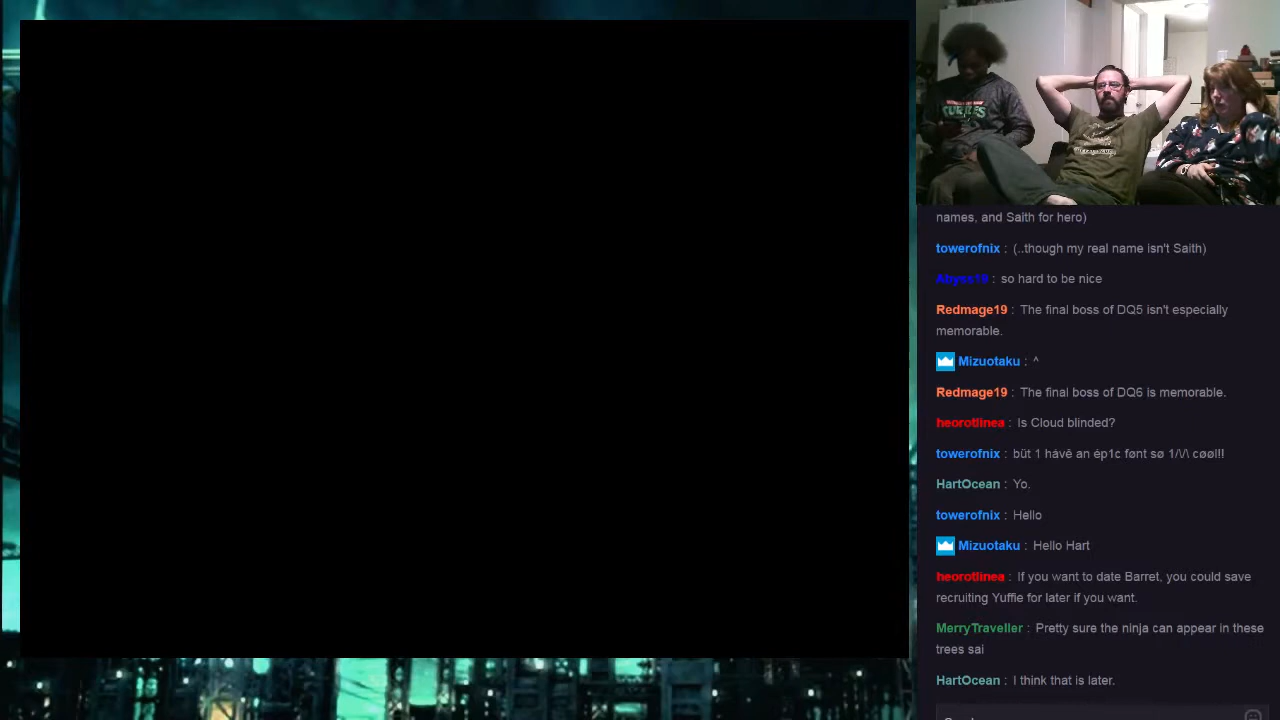 TURTLES
names, and Saith for hero)
towerofnix : (..though my real name isn't Saith)
Abyss18 : so hard to be nice
Redmage19 : The final boss of DQ5 isn't especially
memorable.
Mizuotaku : ^
Redmage19 : The final boss of DQ6 is memorable.
heorotlinea : Is Cloud blinded?
towerofnix : büt 1 hávê an ép1c fønt sø 1/\/\ cøøl!!
HartOcean : Yo.
towerofnix : Hello
Mizuotaku : Hello Hart
heorotlinea : If you want to date Barret, you could save
recruiting Yuffie for later if you want.
MerryTraveller : Pretty sure the ninja can appear in these
trees sai
HartOcean : I think that is later.